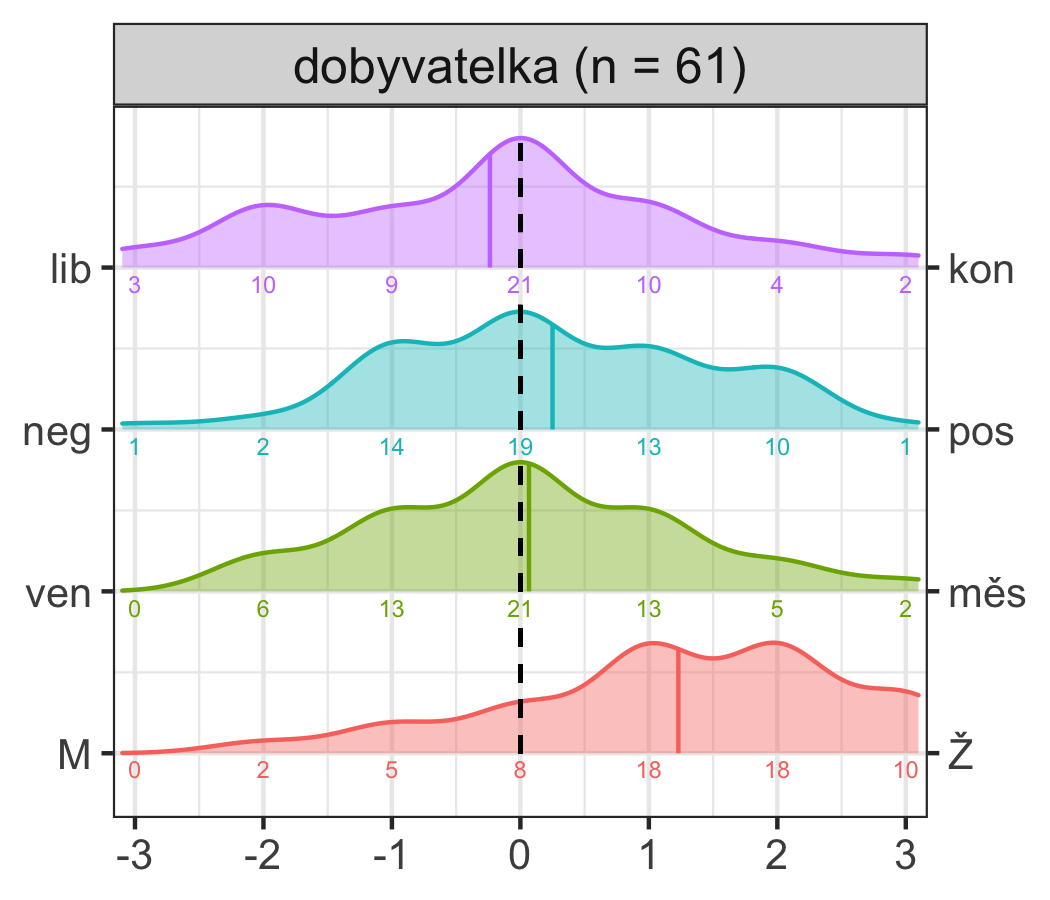 dobyvatelka (n = 61)
lib kon
3 10 9 21 10 4 2
neg pos
1 2 14 19 13 10 1
ven měs
0 6 13 21 13 5 2
M Ž
0 2 5 8 18 18 10
-3 -2 -1 0 1 2 3